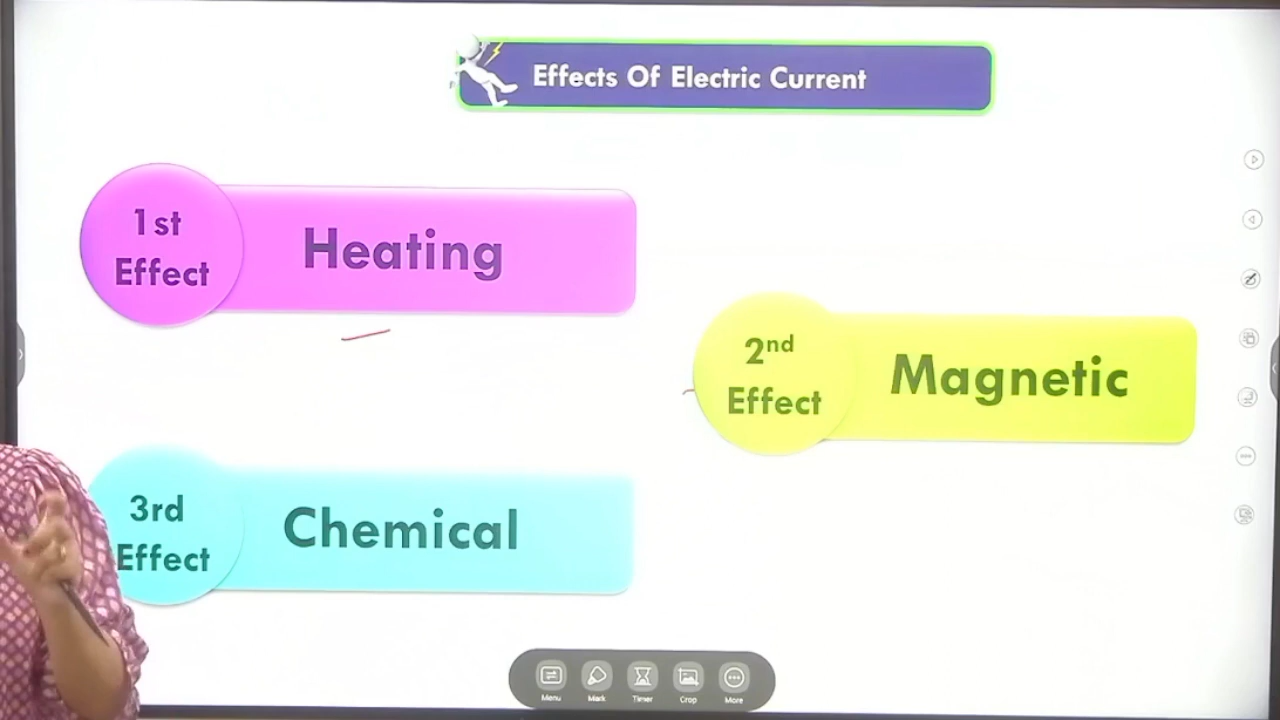 Effects Of Electric Current
1st
Effect
Heating
2nd
Effect
Magnetic
3rd
Effect
Chemical
Menu
Mark
Timer
Crop
More